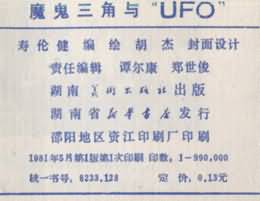 魔鬼三角与“UFO”
寿伦健 编 绘 胡 杰 封面设计
责任编辑 谭尔康 郑世俊
湖南美术出版社出版
湖南省新华书店发行
邵阳地区资江印刷厂印刷
1981年5月第1版第1次印刷 印数：1—990,000
统一书号：8233,128 定 价：0.13元